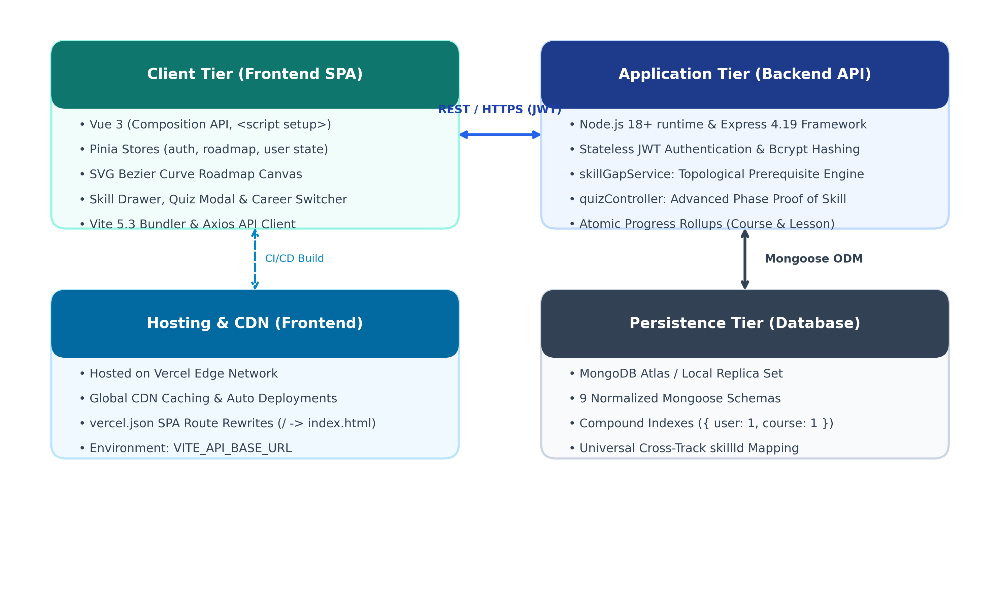 Client Tier (Frontend SPA)
• Vue 3 (Composition API, <script setup>)
• Pinia Stores (auth, roadmap, user state)
• SVG Bezier Curve Roadmap Canvas
• Skill Drawer, Quiz Modal & Career Switcher
• Vite 5.3 Bundler & Axios API Client
REST / HTTPS (JWT)
Application Tier (Backend API)
• Node.js 18+ runtime & Express 4.19 Framework
• Stateless JWT Authentication & Bcrypt Hashing
• skillGapService: Topological Prerequisite Engine
• quizController: Advanced Phase Proof of Skill
• Atomic Progress Rollups (Course & Lesson)
CI/CD Build
Mongoose ODM
Hosting & CDN (Frontend)
• Hosted on Vercel Edge Network
• Global CDN Caching & Auto Deployments
• vercel.json SPA Route Rewrites (/ -> index.html)
• Environment: VITE_API_BASE_URL
Persistence Tier (Database)
• MongoDB Atlas / Local Replica Set
• 9 Normalized Mongoose Schemas
• Compound Indexes ({ user: 1, course: 1 })
• Universal Cross-Track skillId Mapping